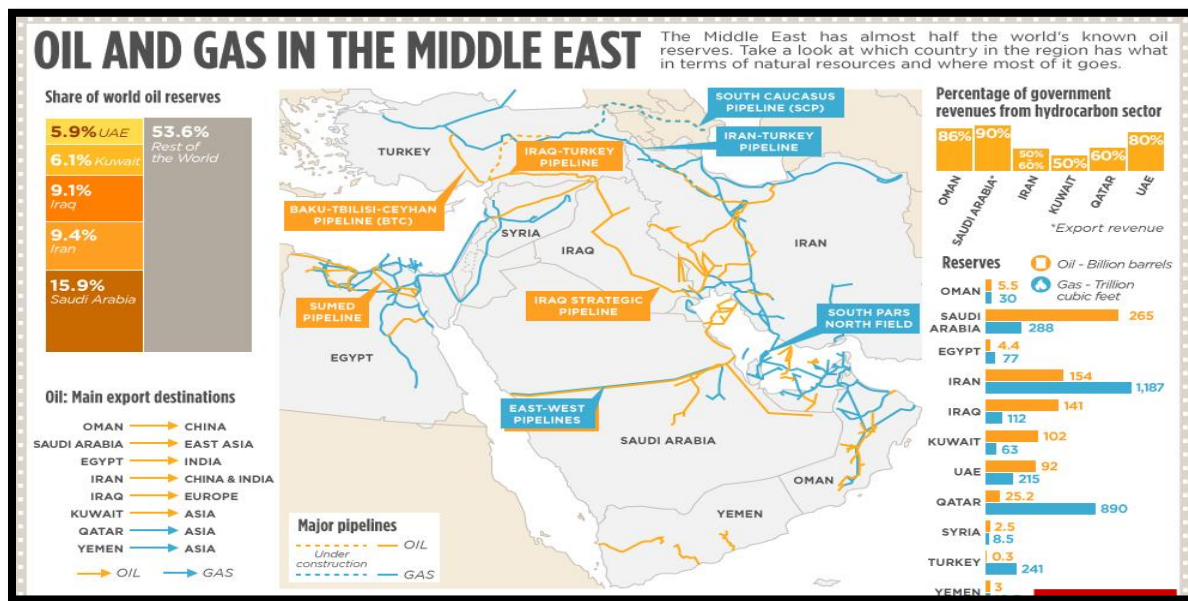 OIL AND GAS IN THE MIDDLE EAST
The Middle East has almost half the world's known oil
reserves. Take a look at which country in the region has what
in terms of natural resources and where most of it goes.
Share of world oil reserves
5.9% UAE
6.1% Kuwait
9.1%
Iraq
9.4%
Iran
15.9%
Saudi Arabia
53.6%
Rest of
the World
Oil: Main export destinations
OMAN CHINA
SAUDI ARABIA EAST ASIA
EGYPT INDIA
IRAN CHINA & INDIA
IRAQ EUROPE
KUWAIT ASIA
QATAR ASIA
YEMEN ASIA
OIL GAS
SOUTH CAUCASUS
PIPELINE (SCP)
IRAN-TURKEY
PIPELINE
TURKEY
IRAQ-TURKEY
PIPELINE
BAKU-TBILISI-CEYHAN
PIPELINE (BTC)
SYRIA
IRAQ
IRAN
SUMED
PIPELINE
IRAQ STRATEGIC
PIPELINE
SOUTH PARS
NORTH FIELD
EGYPT
EAST-WEST
PIPELINES
SAUDI ARABIA
OMAN
YEMEN
Major pipelines
Under
construction
OIL
GAS
Percentage of government
revenues from hydrocarbon sector
86%
90%
50%
60%
50%
60%
80%
OMAN
SAUDI ARABIA*
IRAN
KUWAIT
QATAR
UAE
*Export revenue
Reserves
Oil - Billion barrels
Gas - Trillion
cubic feet
OMAN
5.5
30
SAUDI
ARABIA
265
288
EGYPT
4.4
77
IRAN
154
1,187
IRAQ
141
112
KUWAIT
102
63
UAE
92
215
QATAR
25.2
890
SYRIA
2.5
8.5
TURKEY
0.3
241
YEMEN
3